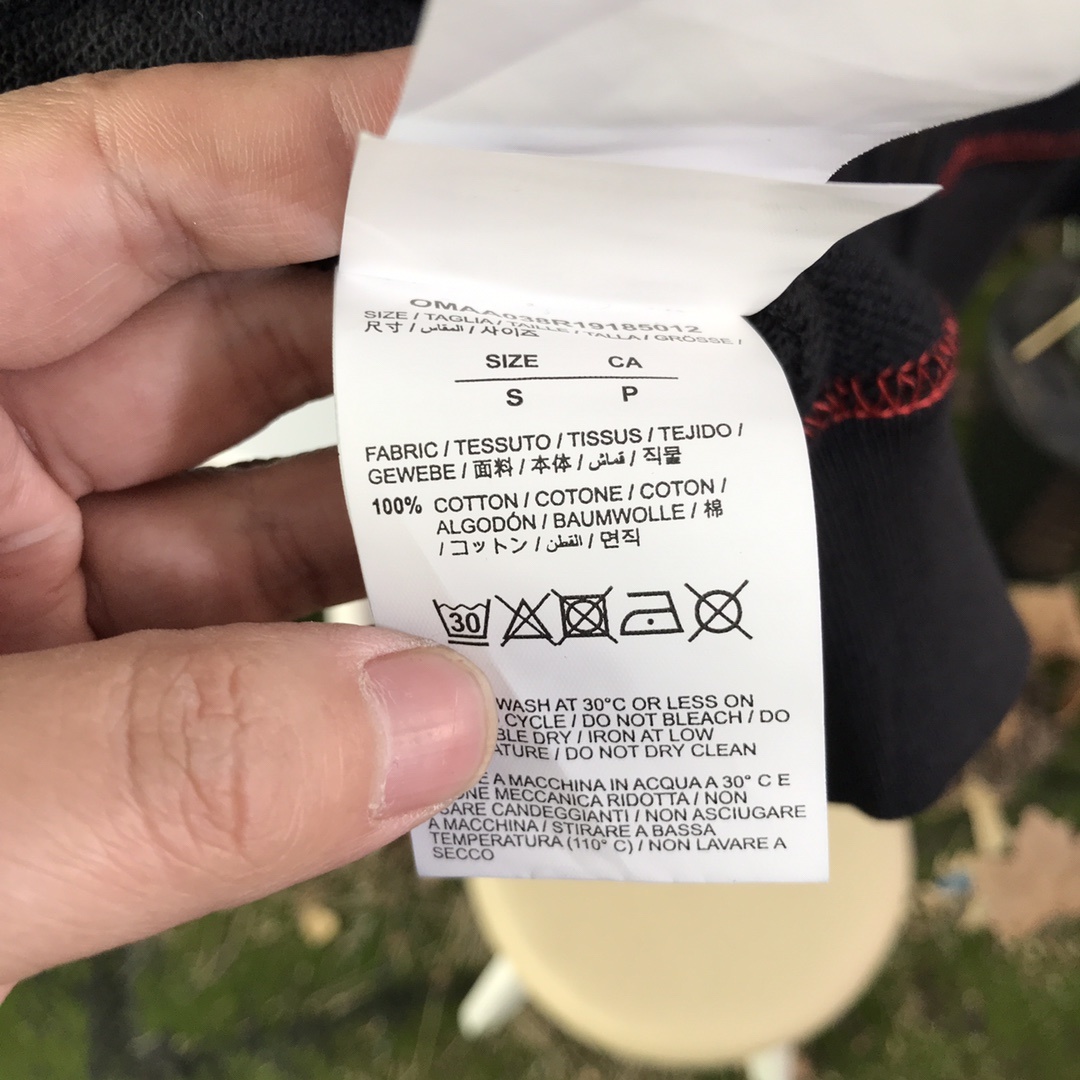 OMAA038R19185012
SIZE / TAGLIA / TAILLE / TALLA / GRÖSSE /
尺寸 / المقاس / 사이즈
SIZE CA
S P
FABRIC / TESSUTO / TISSUS / TEJIDO /
GEWEBE / 面料 / 本体 / قماش / 직물
100% COTTON / COTONE / COTON /
ALGODÓN / BAUMWOLLE / 棉
/ コットン / القطن / 면직
30
WASH AT 30°C OR LESS ON
CYCLE / DO NOT BLEACH / DO
DRY / IRON AT LOW
/ DO NOT DRY CLEAN
A MACCHINA IN ACQUA A 30° C E
MECCANICA RIDOTTA / NON
CANDEGGIANTI / NON ASCIUGARE
A MACCHINA / STIRARE A BASSA
TEMPERATURA (110° C) / NON LAVARE A
SECCO